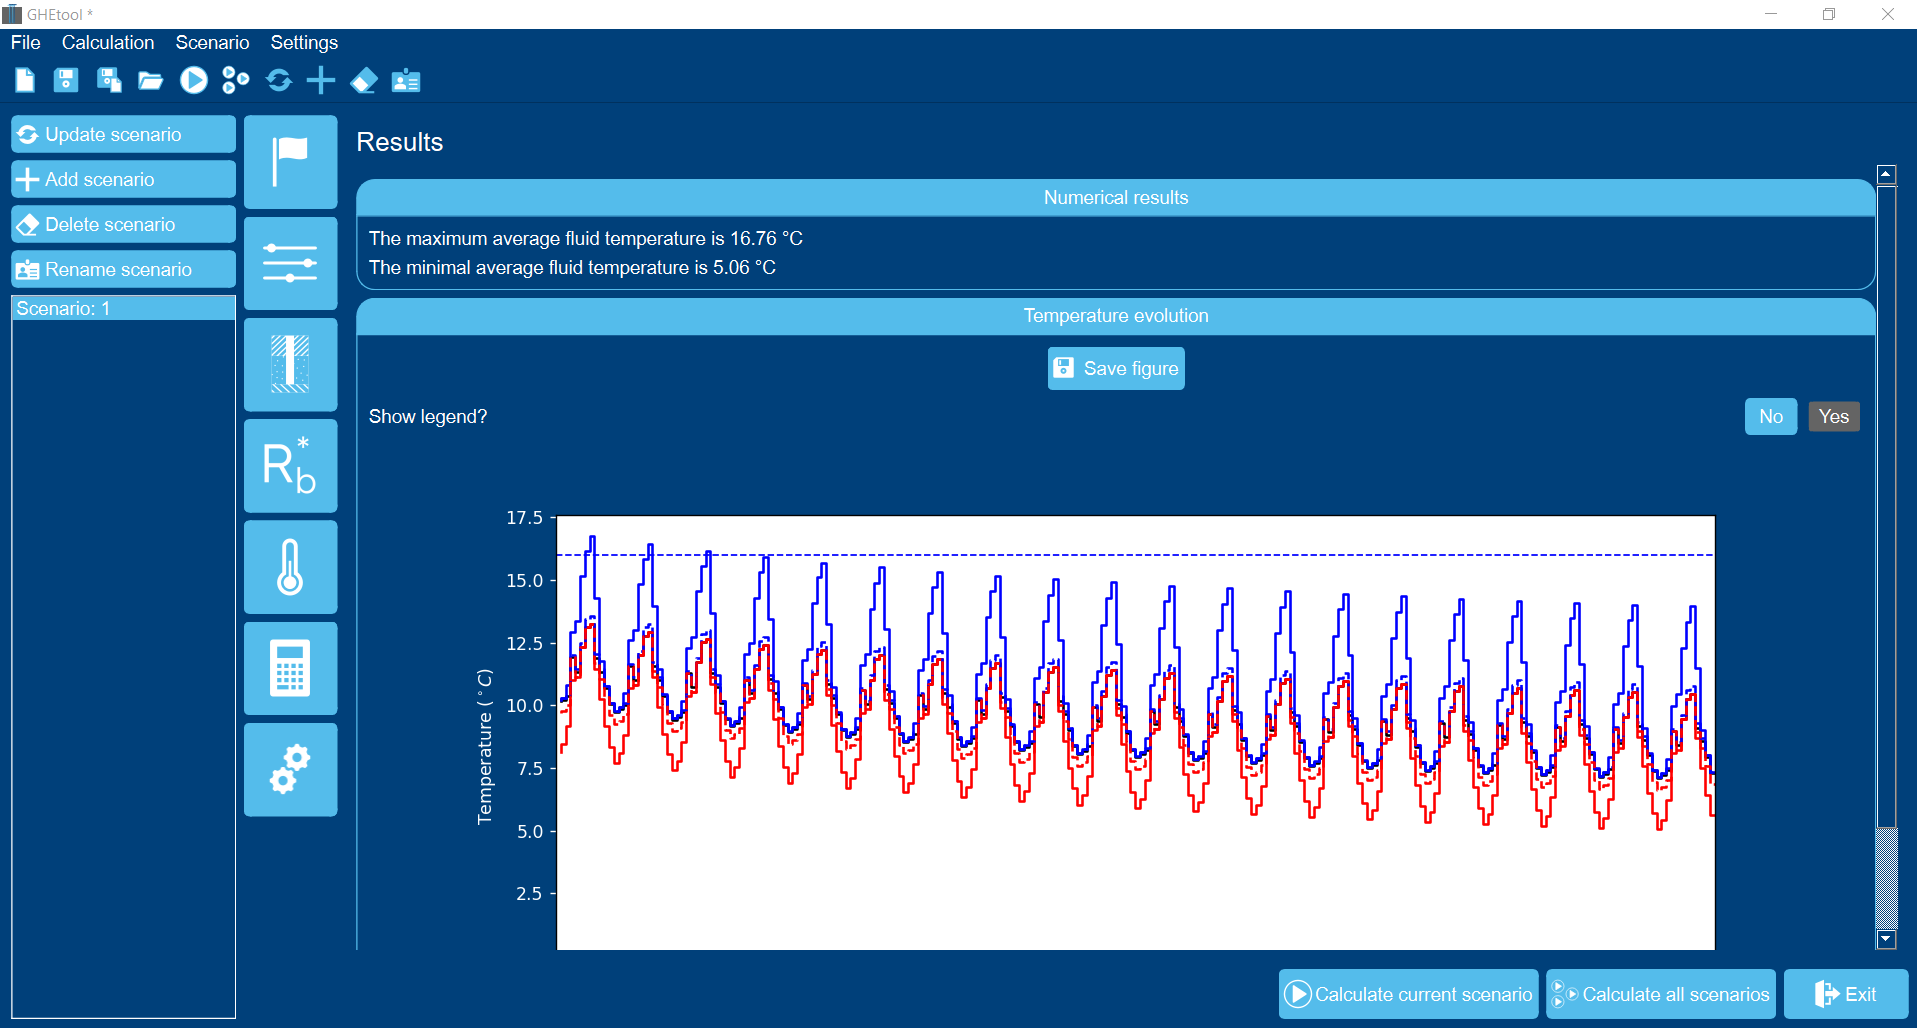 GHEtool *
File Calculation Scenario Settings
Update scenario
Add scenario
Delete scenario
Rename scenario
Scenario: 1
R*b
Results
Numerical results
The maximum average fluid temperature is 16.76 °C
The minimal average fluid temperature is 5.06 °C
Temperature evolution
Save figure
Show legend?
No Yes
17.5
15.0
12.5
10.0
7.5
5.0
2.5
Temperature (°C)
Calculate current scenario
Calculate all scenarios
Exit